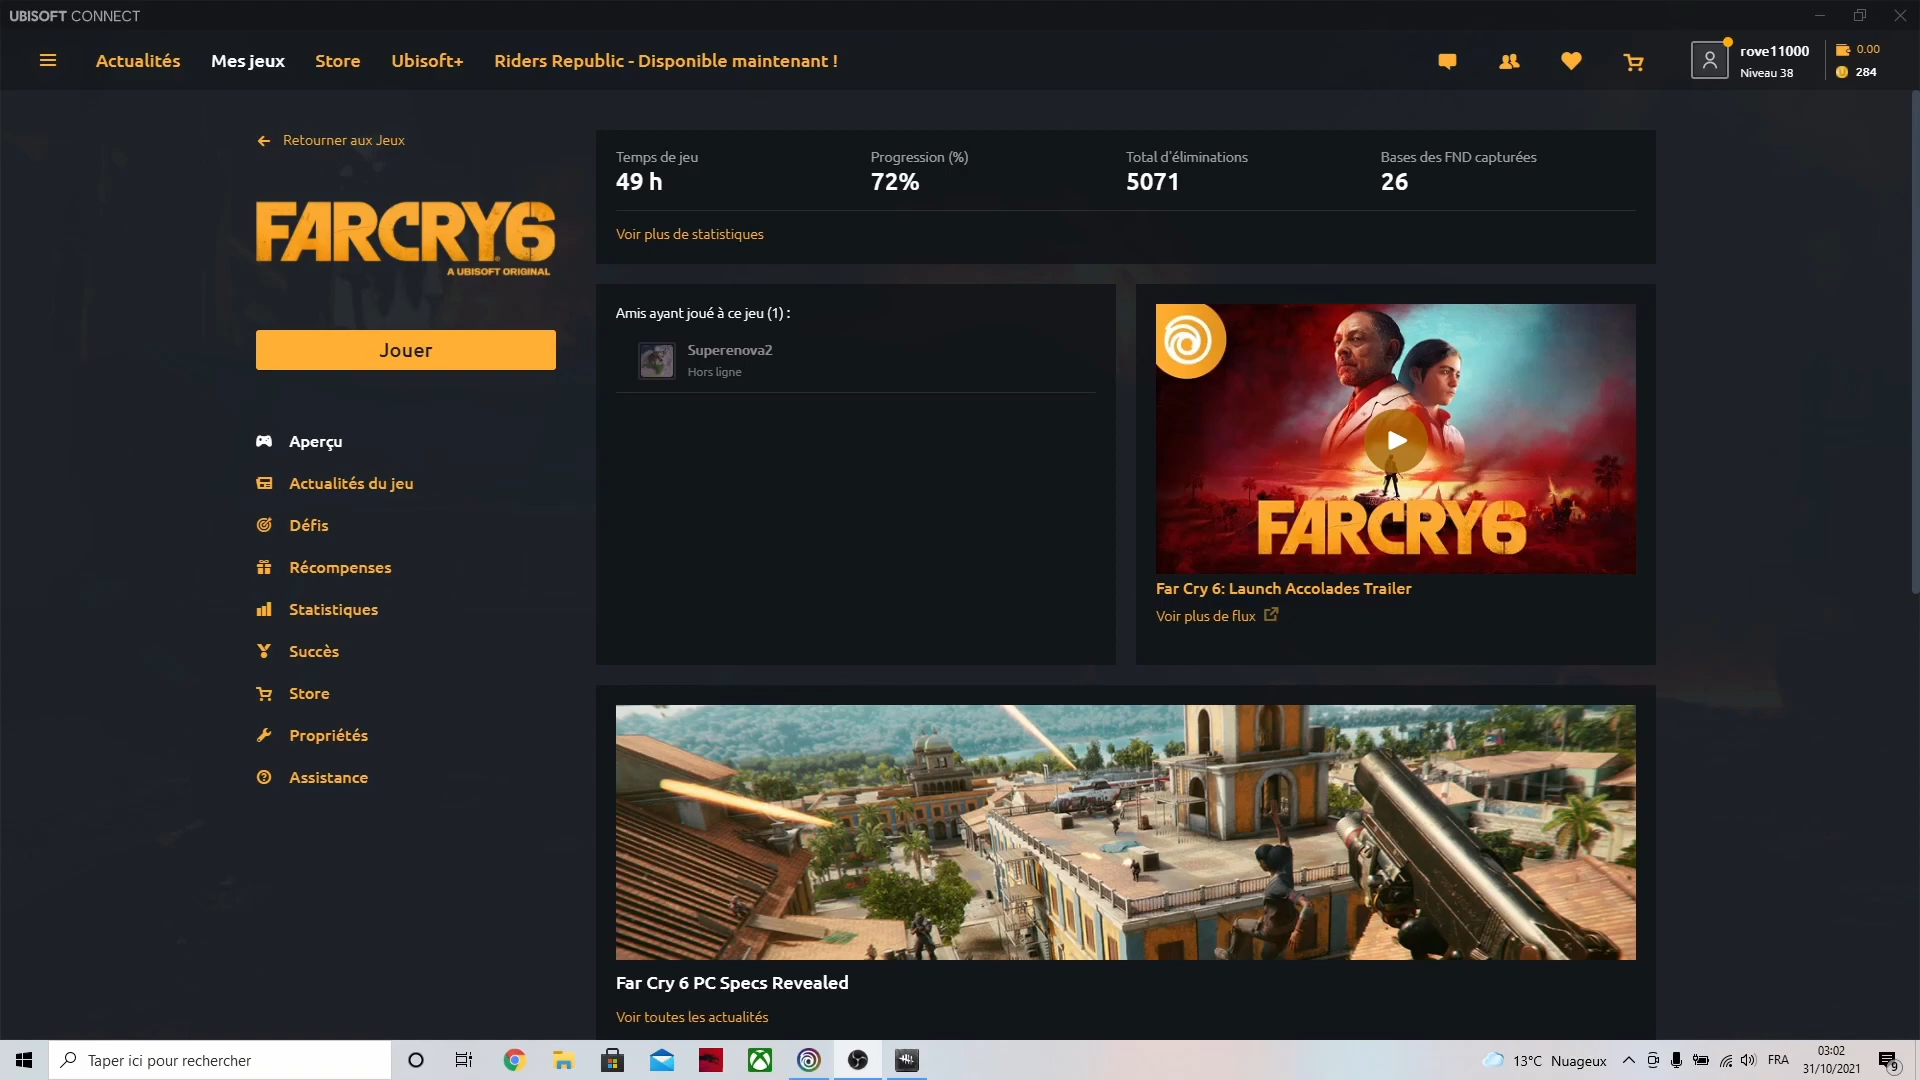 UBISOFT CONNECT
Actualités
Mes jeux
Store
Ubisoft+
Riders Republic - Disponible maintenant !
rove11000
Niveau 38
0.00
284
Retourner aux Jeux
FARCRY6
A UBISOFT ORIGINAL
Jouer
Aperçu
Actualités du jeu
Défis
Récompenses
Statistiques
Succès
Store
Propriétés
Assistance
Temps de jeu
49 h
Progression (%)
72%
Total d'éliminations
5071
Bases des FND capturées
26
Voir plus de statistiques
Amis ayant joué à ce jeu (1) :
Superenova2
Hors ligne
FARCRY6
Far Cry 6: Launch Accolades Trailer
Voir plus de flux
Far Cry 6 PC Specs Revealed
Voir toutes les actualités
Taper ici pour rechercher
13°C Nuageux
FRA
03:02
31/10/2021
9